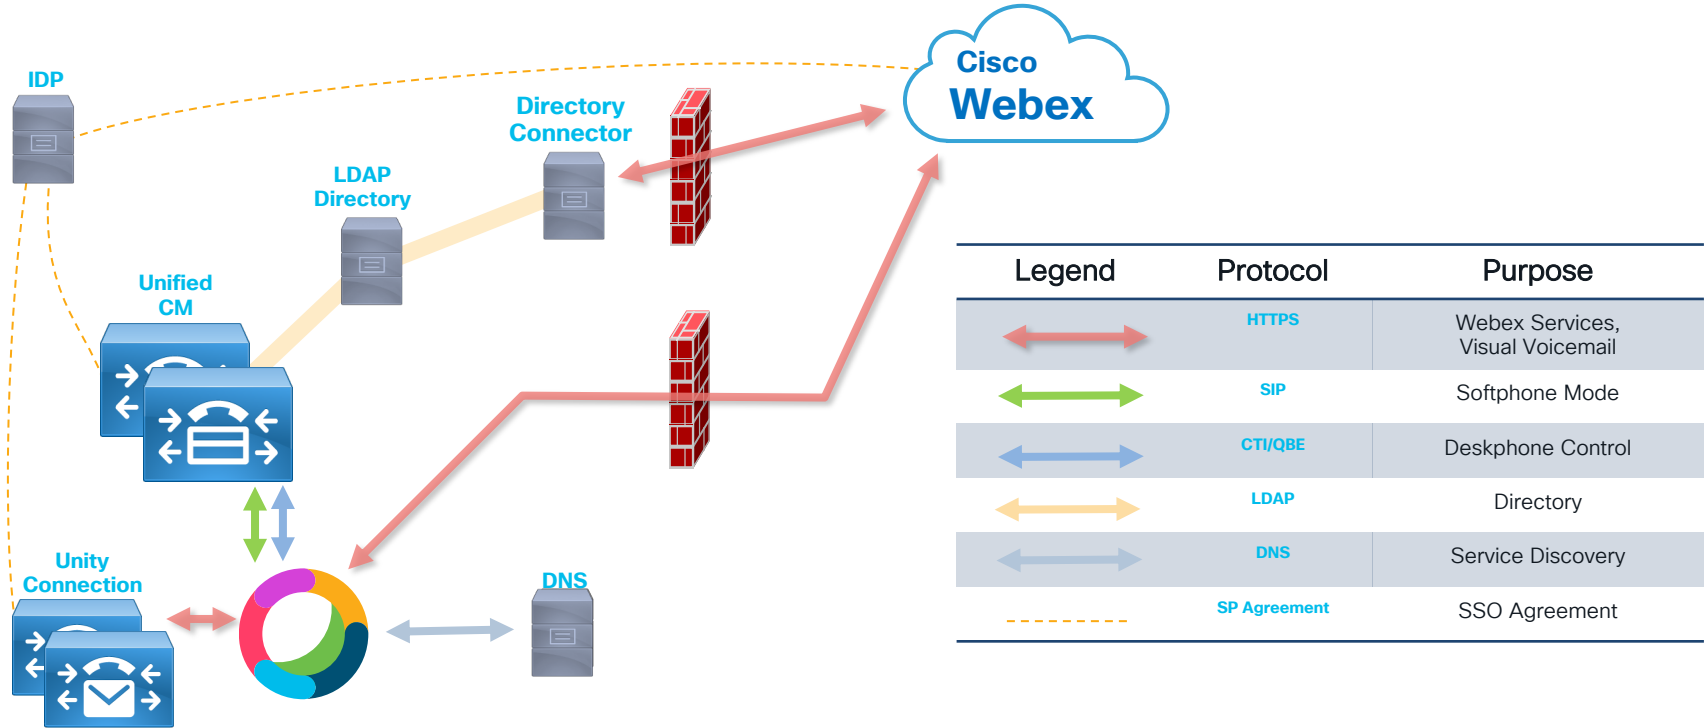 Cisco
Webex
IDP
Directory
Connector
LDAP
Directory
Unified
CM
Unity
Connection
DNS
Legend Protocol Purpose
HTTPS Webex Services,
Visual Voicemail
SIP Softphone Mode
CTI/QBE Deskphone Control
LDAP Directory
DNS Service Discovery
SP Agreement SSO Agreement